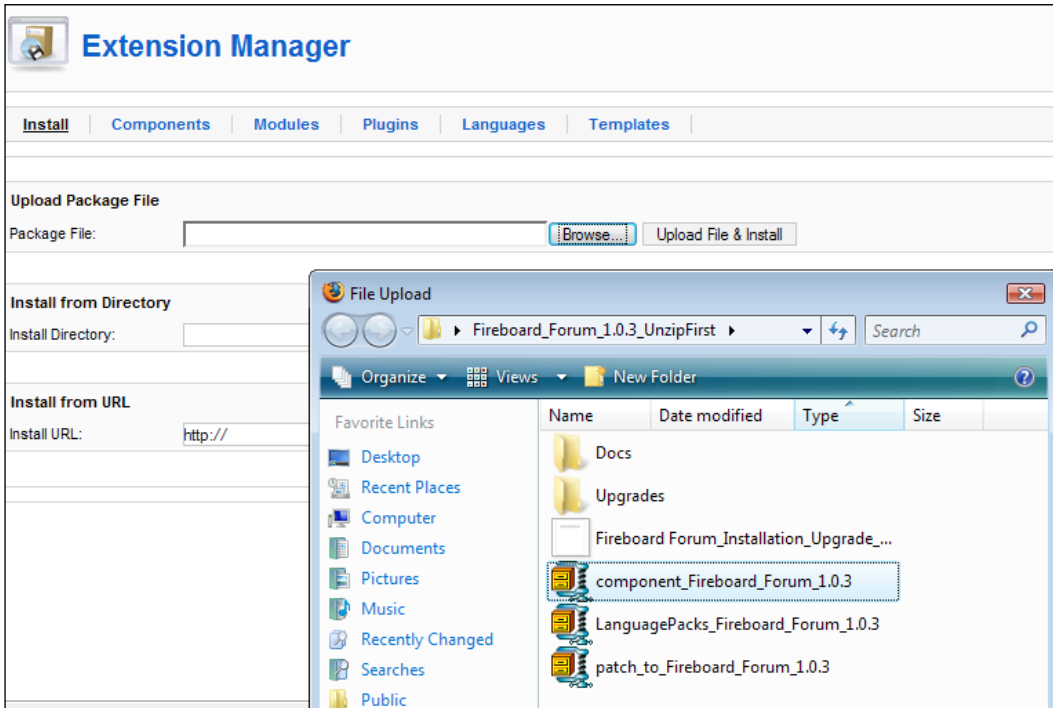 Extension Manager
Install Components Modules Plugins Languages Templates
Upload Package File
Package File: Browse... Upload File & Install
Install from Directory
Install Directory:
Install from URL
Install URL: http://
File Upload
Fireboard_Forum_1.0.3_UnzipFirst Search
Organize Views New Folder
Favorite Links
Desktop
Recent Places
Computer
Documents
Pictures
Music
Recently Changed
Searches
Public
Name Date modified Type Size
Docs
Upgrades
Fireboard Forum_Installation_Upgrade_...
component_Fireboard_Forum_1.0.3
LanguagePacks_Fireboard_Forum_1.0.3
patch_to_Fireboard_Forum_1.0.3